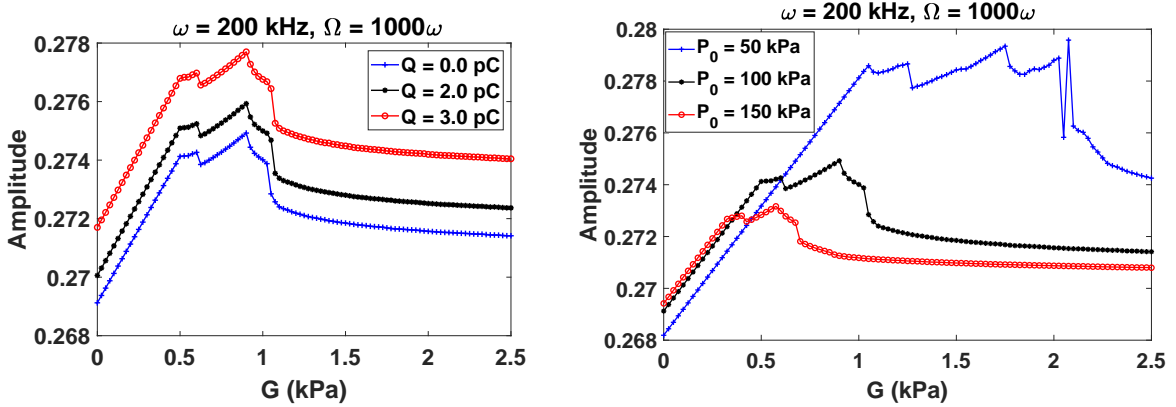 ω = 200 kHz, Ω = 1000ω
0.278
0.276
0.274
0.272
0.27
0.268
Amplitude
Q = 0.0 pC
Q = 2.0 pC
Q = 3.0 pC
0
0.5
1
1.5
2
2.5
G (kPa)
ω = 200 kHz, Ω = 1000ω
0.28
0.278
0.276
0.274
0.272
0.27
0.268
Amplitude
P_0 = 50 kPa
P_0 = 100 kPa
P_0 = 150 kPa
0
0.5
1
1.5
2
2.5
G (kPa)